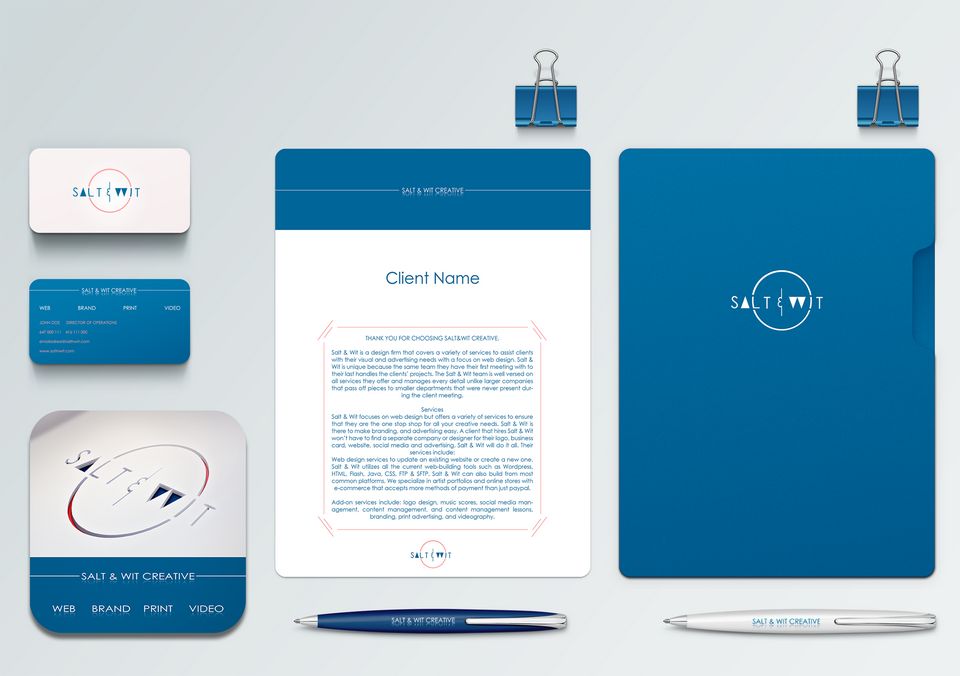 SALT & WIT
SALT & WIT CREATIVE
WEB BRAND PRINT VIDEO
JOHN DOE DIRECTOR OF OPERATIONS
www.saltnwit.com
SALT & WIT
SALT & WIT CREATIVE
WEB BRAND PRINT VIDEO
SALT & WIT CREATIVE
Client Name
THANK YOU FOR CHOOSING SALT&WIT CREATIVE.
Salt & Wit is a design firm that covers a variety of services to assist clients
with their visual and advertising needs with a focus on web design. Salt &
Wit is unique because the same team they have their first meeting with to
their last handles the clients' projects. The Salt & Wit team is well versed on
all services they offer and manages every detail unlike larger companies
that pass off pieces to smaller departments that were never present dur-
ing the client meeting.
Services
Salt & Wit focuses on web design but offers a variety of services to ensure
that they are the one stop shop for all your creative needs. Salt & Wit is
there to make branding, and advertising easy. A client that hires Salt & Wit
won't have to find a separate company or designer for their logo, business
card, website, social media and advertising. Salt & Wit will do it all. Their
services include:
Web design services to update an existing website or create a new one.
Salt & Wit utilizes all the current web-building tools such as Wordpress,
HTML, Flash, Java, CSS, FTP & SFTP. Salt & Wit can also build from most
common platforms. We specialize in artist portfolios and online stores with
e-commerce that accepts more methods of payment than just paypal.
Add-on services include: logo design, music scores, social media man-
agement, content management, and content management lessons,
branding, print advertising, and videography.
SALT & WIT
SALT & WIT CREATIVE
SALT & WIT
SALT & WIT CREATIVE